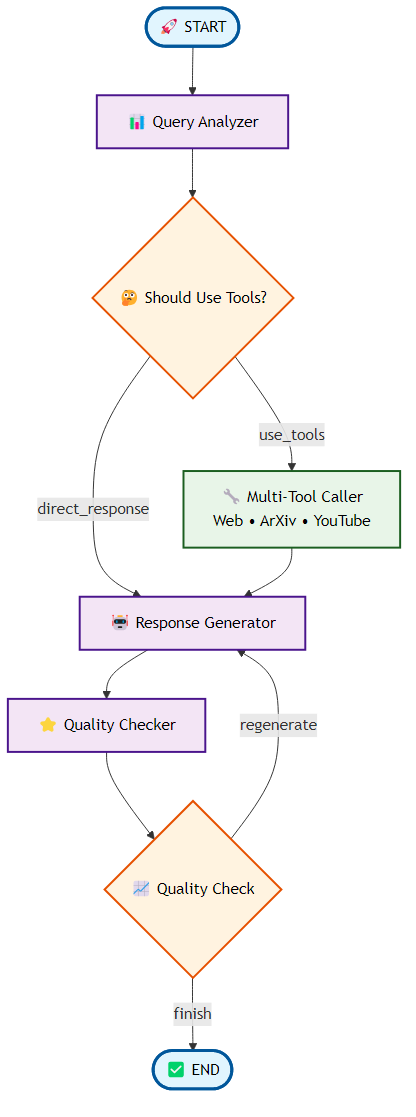 🚀 START
📊 Query Analyzer
🤔 Should Use Tools?
use_tools
direct_response
🔧 Multi-Tool Caller
Web • ArXiv • YouTube
🤖 Response Generator
⭐ Quality Checker
regenerate
📈 Quality Check
finish
✅ END